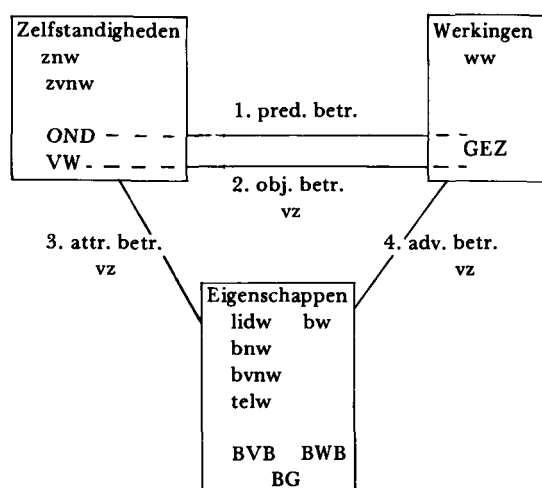 Zelfstandigheden
znw
zvnw
OND
VW
Werkingen
ww
GEZ
1. pred. betr.
2. obj. betr.
vz
3. attr. betr.
vz
4. adv. betr.
vz
Eigenschappen
lidw bw
bnw
bvnw
telw
BVB BWB
BG